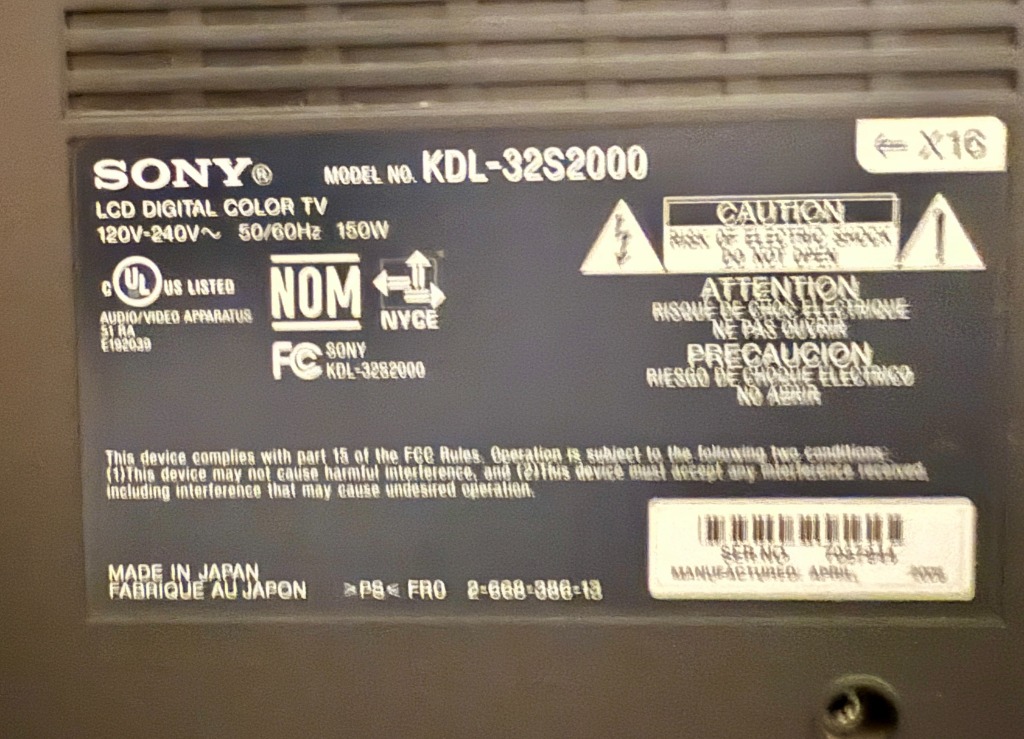 SONY®
MODEL NO. KDL-32S2000
← X16
LCD DIGITAL COLOR TV
120V-240V~ 50/60Hz 150W
C UL US LISTED
AUDIO/VIDEO APPARATUS
51 RA
E192039
NOM
NYCE
FC SONY
KDL-32S2000
CAUTION
RISK OF ELECTRIC SHOCK
DO NOT OPEN
ATTENTION
RISQUE DE CHOC ELECTRIQUE
NE PAS OUVRIR
PRECAUCION
RIESGO DE CHOQUE ELECTRICO
NO ABRIR
This device complies with part 15 of the FCC Rules. Operation is subject to the following two conditions:
(1)This device may not cause harmful interference, and (2)This device must accept any interference received,
including interference that may cause undesired operation.
MADE IN JAPAN
FABRIQUE AU JAPON
>PS< FR0 2-668-386-13
SER NO.
MANUFACTURED: APRIL,